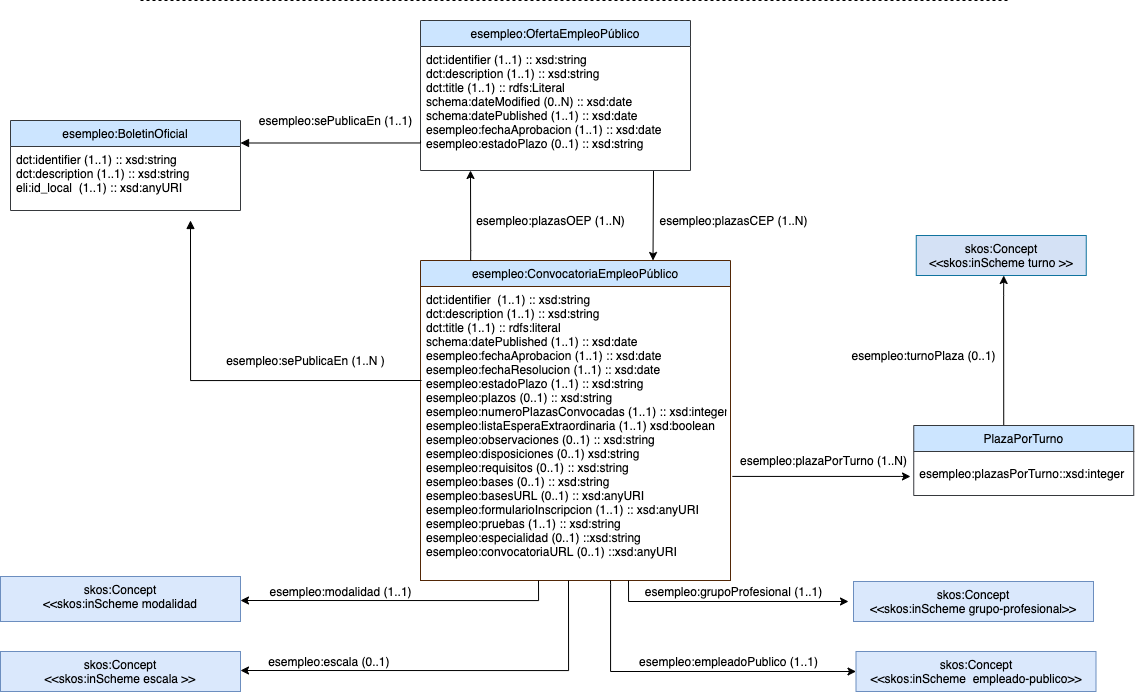 esempleo:OfertaEmpleoPúblico
dct:identifier (1..1) :: xsd:string
dct:description (1..1) :: xsd:string
dct:title (1..1) :: rdfs:Literal
schema:dateModified (0..N) :: xsd:date
schema:datePublished (1..1) :: xsd:date
esempleo:fechaAprobacion (1..1) :: xsd:date
esempleo:estadoPlazo (0..1) :: xsd:string
esempleo:sePublicaEn (1..1)
esempleo:BoletinOficial
dct:identifier (1..1) :: xsd:string
dct:description (1..1) :: xsd:string
eli:id_local  (1..1) :: xsd:anyURI
esempleo:plazasOEP (1..N)
esempleo:plazasCEP (1..N)
skos:Concept
<<skos:inScheme turno >>
esempleo:ConvocatoriaEmpleoPúblico
dct:identifier  (1..1) :: xsd:string
dct:description (1..1) :: xsd:string
dct:title (1..1) :: rdfs:literal
schema:datePublished (1..1) :: xsd:date
esempleo:fechaAprobacion (1..1) :: xsd:date
esempleo:fechaResolucion (1..1) :: xsd:date
esempleo:estadoPlazo (1..1) :: xsd:string
esempleo:plazos (0..1) :: xsd:string
esempleo:numeroPlazasConvocadas (1..1) :: xsd:integer
esempleo:listaEsperaExtraordinaria (1..1) xsd:boolean
esempleo:observaciones (0..1) :: xsd:string
esempleo:disposiciones (0..1) xsd:string
esempleo:requisitos (0..1) :: xsd:string
esempleo:bases (0..1) :: xsd:string
esempleo:basesURL (0..1) :: xsd:anyURI
esempleo:formularioInscripcion (1..1) :: xsd:anyURI
esempleo:pruebas (1..1) :: xsd:string
esempleo:especialidad (0..1) ::xsd:string
esempleo:convocatoriaURL (0..1) ::xsd:anyURI
esempleo:sePublicaEn (1..N )
esempleo:turnoPlaza (0..1)
PlazaPorTurno
esempleo:plazasPorTurno::xsd:integer
esempleo:plazaPorTurno (1..N)
skos:Concept
<<skos:inScheme modalidad
esempleo:modalidad (1..1)
esempleo:grupoProfesional (1..1)
skos:Concept
<<skos:inScheme grupo-profesional>>
skos:Concept
<<skos:inScheme escala >>
esempleo:escala (0..1)
esempleo:empleadoPublico (1..1)
skos:Concept
<<skos:inScheme  empleado-publico>>